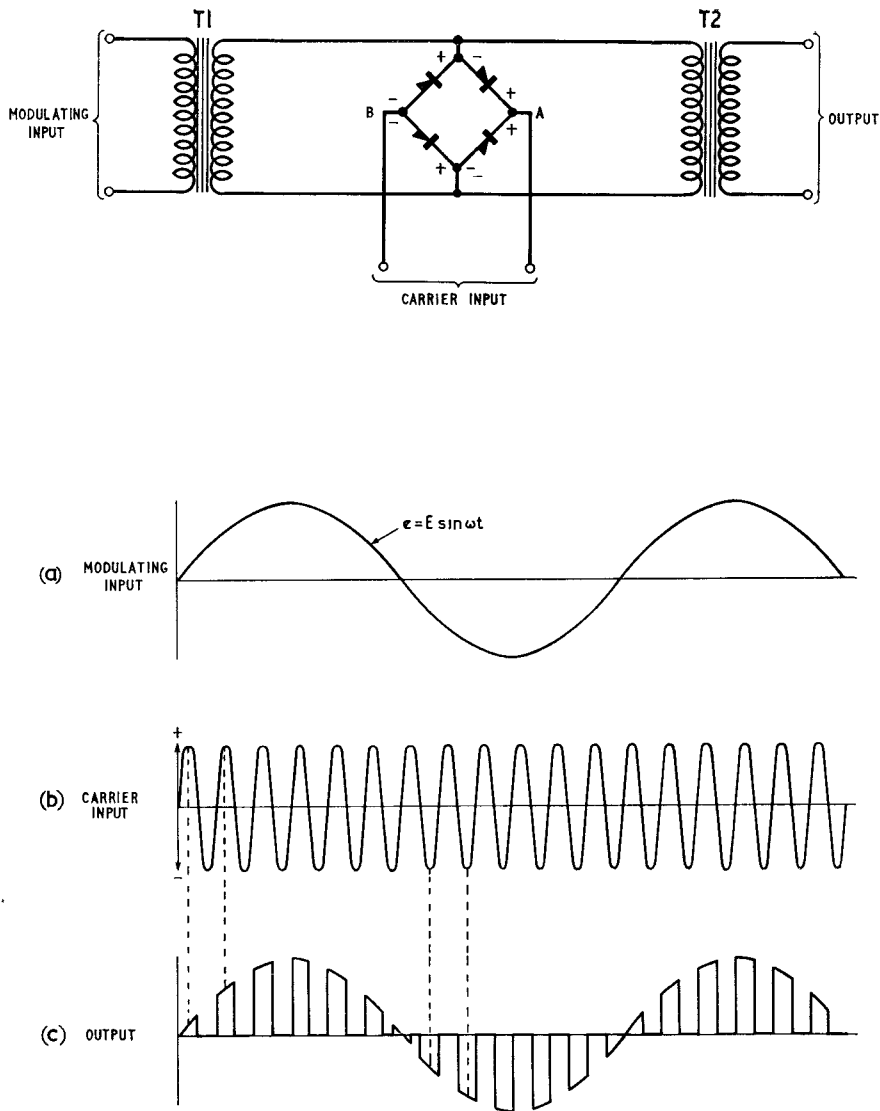 T1
T2
MODULATING
INPUT
B
A
OUTPUT
+
-
-
+
-
+
+
-
+
-
CARRIER INPUT
e=E sin ωt
(a) MODULATING
INPUT
+
(b) CARRIER
INPUT
-
(c) OUTPUT